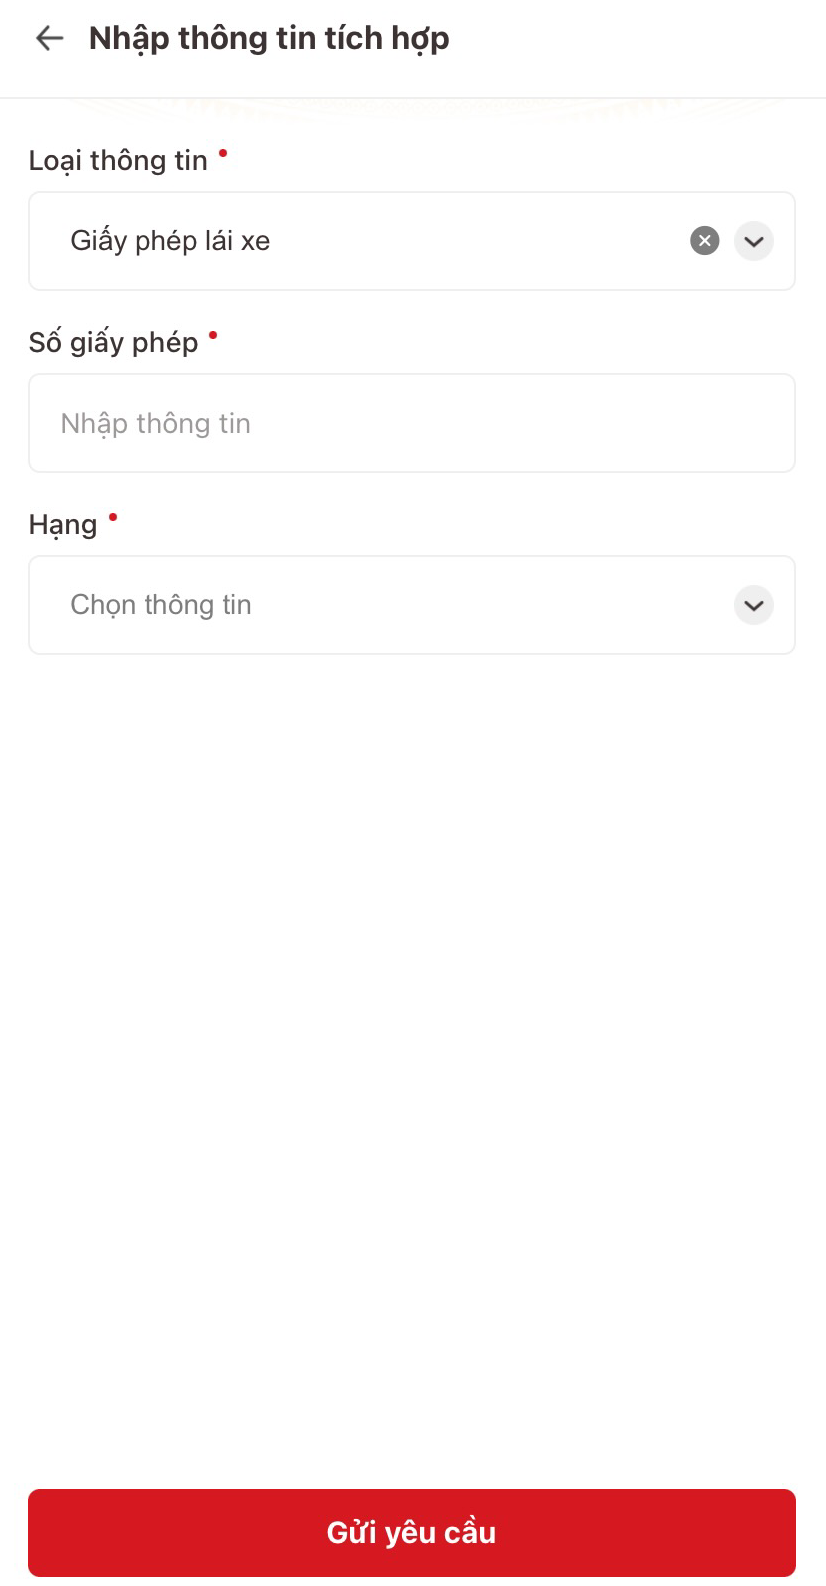 Nhập thông tin tích hợp
Loại thông tin
Giấy phép lái xe
Số giấy phép
Nhập thông tin
Hạng
Chọn thông tin
Gửi yêu cầu